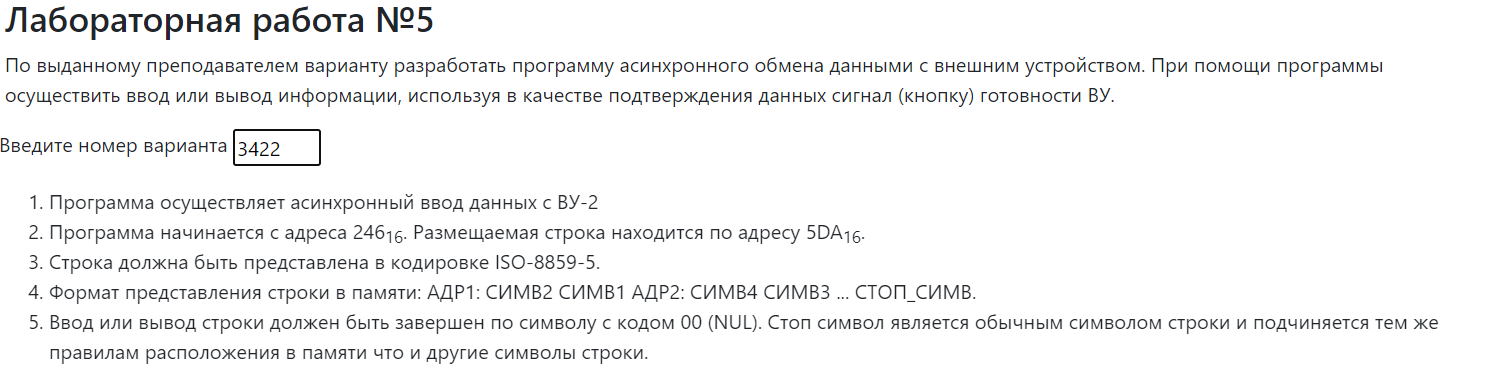 Лабораторная работа №5
По выданному преподавателем варианту разработать программу асинхронного обмена данными с внешним устройством. При помощи программы
осуществить ввод или вывод информации, используя в качестве подтверждения данных сигнал (кнопку) готовности ВУ.
Введите номер варианта 3422
1. Программа осуществляет асинхронный ввод данных с ВУ-2
2. Программа начинается с адреса 246₁₆. Размещаемая строка находится по адресу 5DA₁₆.
3. Строка должна быть представлена в кодировке ISO-8859-5.
4. Формат представления строки в памяти: АДР1: СИМВ2 СИМВ1 АДР2: СИМВ4 СИМВ3 ... СТОП_СИМВ.
5. Ввод или вывод строки должен быть завершен по символу с кодом 00 (NUL). Стоп символ является обычным символом строки и подчиняется тем же
правилам расположения в памяти что и другие символы строки.